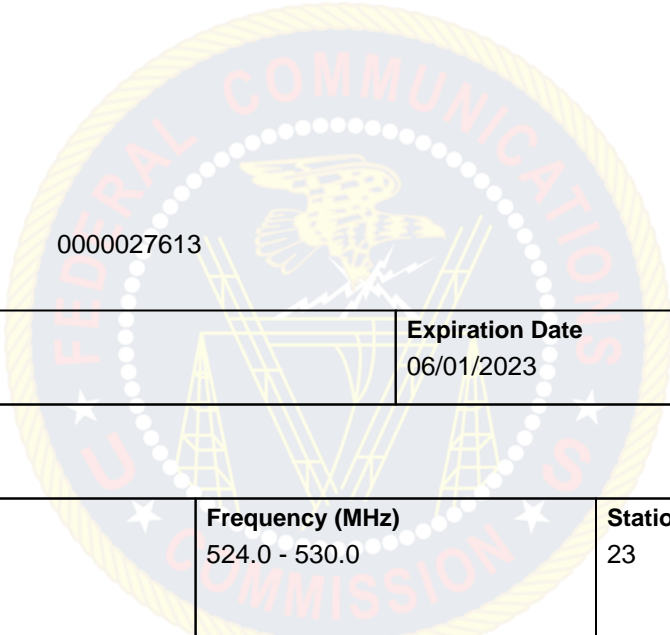 FEDERAL COMMUNICATIONS COMMISSION
U S
0000027613
Expiration Date
06/01/2023
Frequency (MHz)
524.0 - 530.0
23